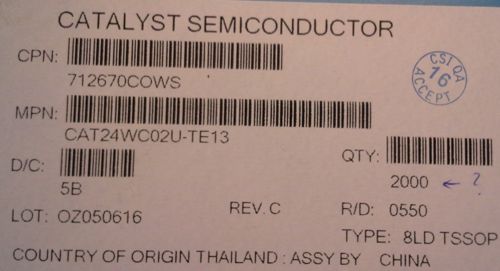 CATALYST SEMICONDUCTOR
CPN:
712670COWS
CSI QA
16
ACCEPT
MPN:
CAT24WC02U-TE13
D/C:
5B
QTY:
2000 ← ?
LOT: OZ050616 REV. C R/D: 0550
TYPE: 8LD TSSOP
COUNTRY OF ORIGIN THAILAND : ASSY BY CHINA